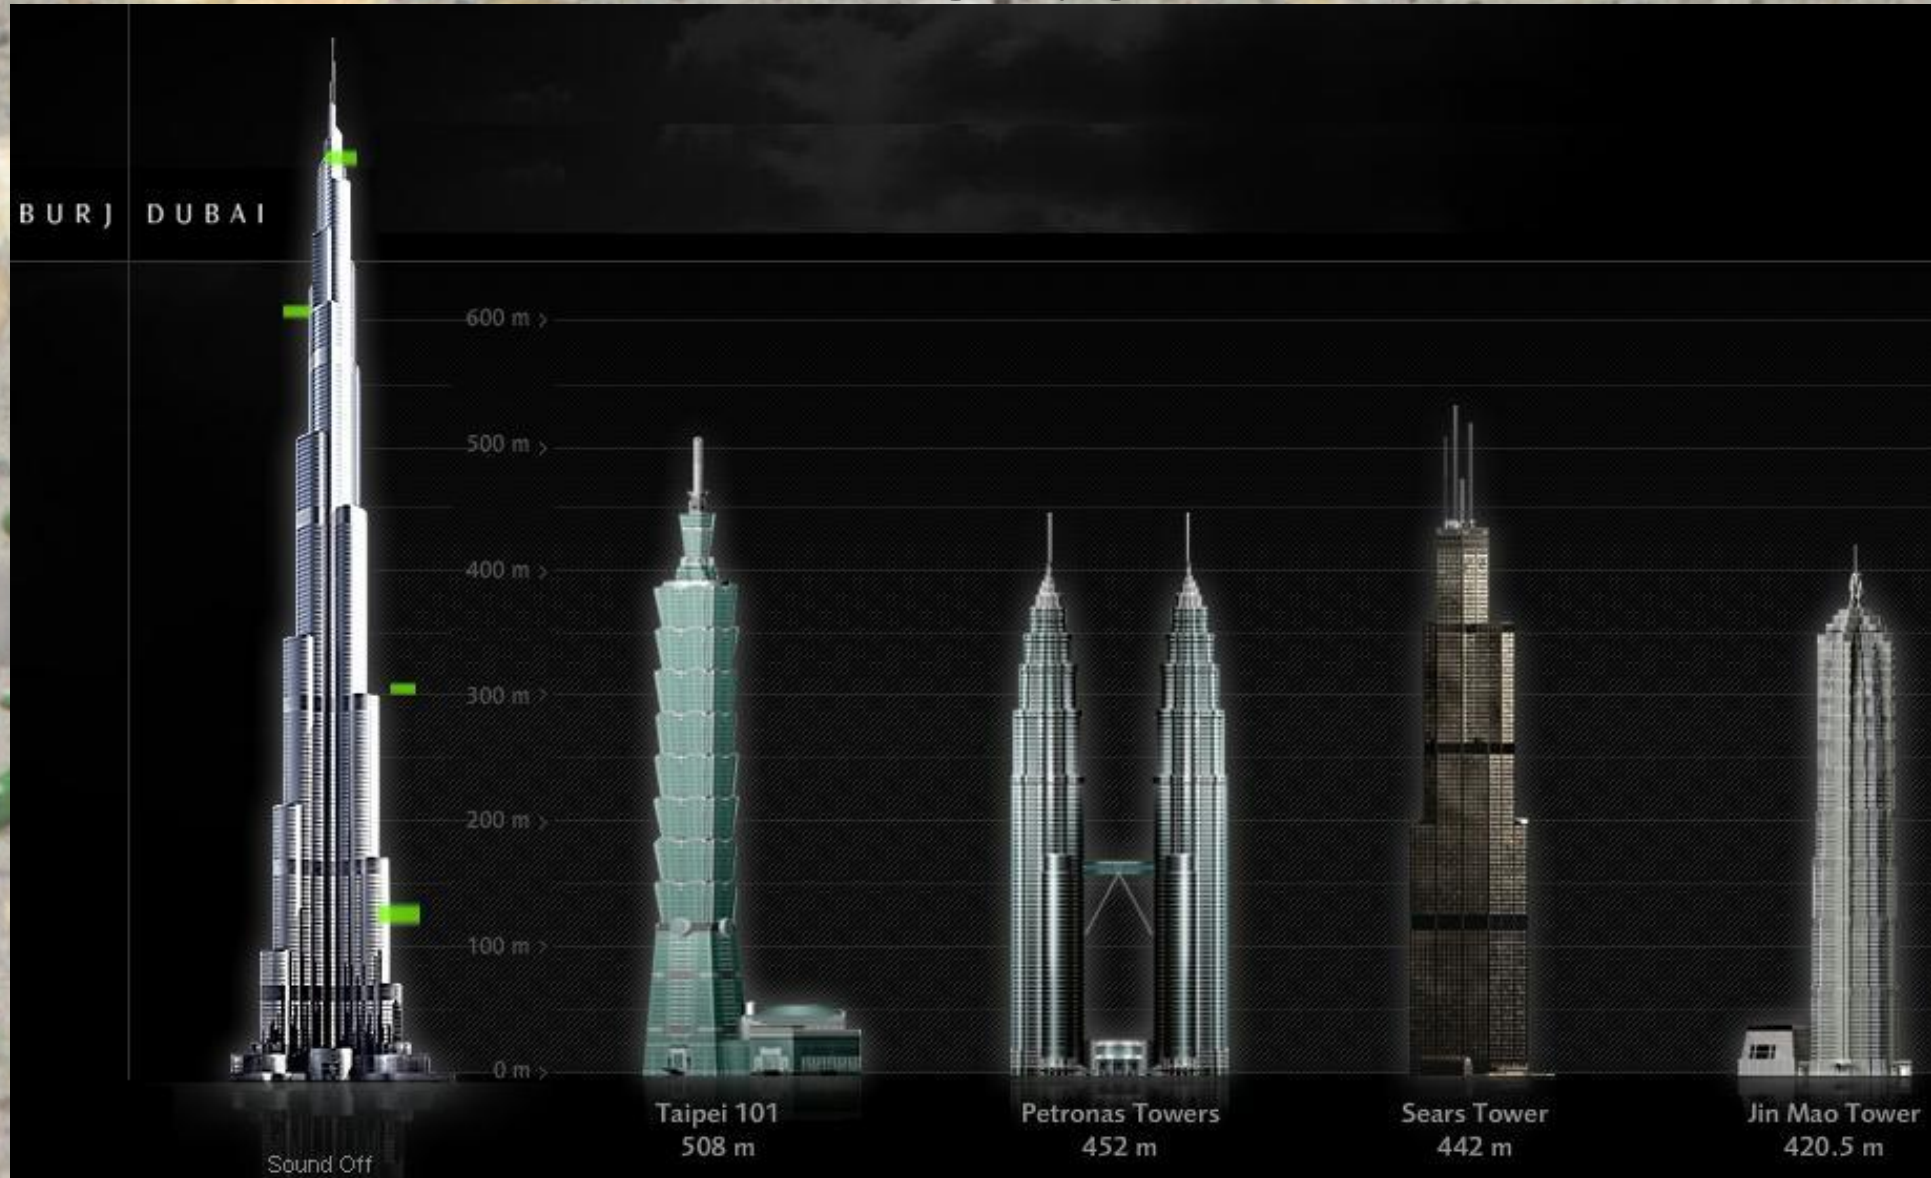 BURJ DUBAI
600 m >
500 m >
400 m >
300 m >
200 m >
100 m >
0 m >
Taipei 101
508 m
Petronas Towers
452 m
Sears Tower
442 m
Jin Mao Tower
420.5 m
Sound Off